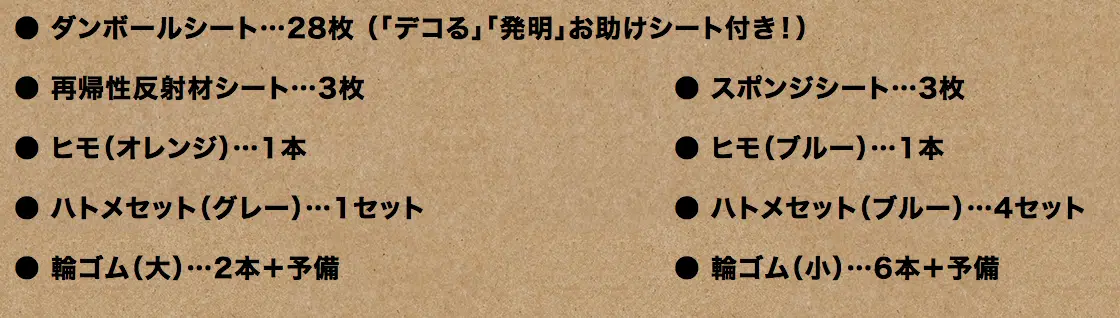 ● ダンボールシート…28枚（「デコる」「発明」お助けシート付き！）
● 再帰性反射材シート…3枚
● スポンジシート…3枚
● ヒモ（オレンジ）…1本
● ヒモ（ブルー）…1本
● ハトメセット（グレー）…1セット
● ハトメセット（ブルー）…4セット
● 輪ゴム（大）…2本＋予備
● 輪ゴム（小）…6本＋予備